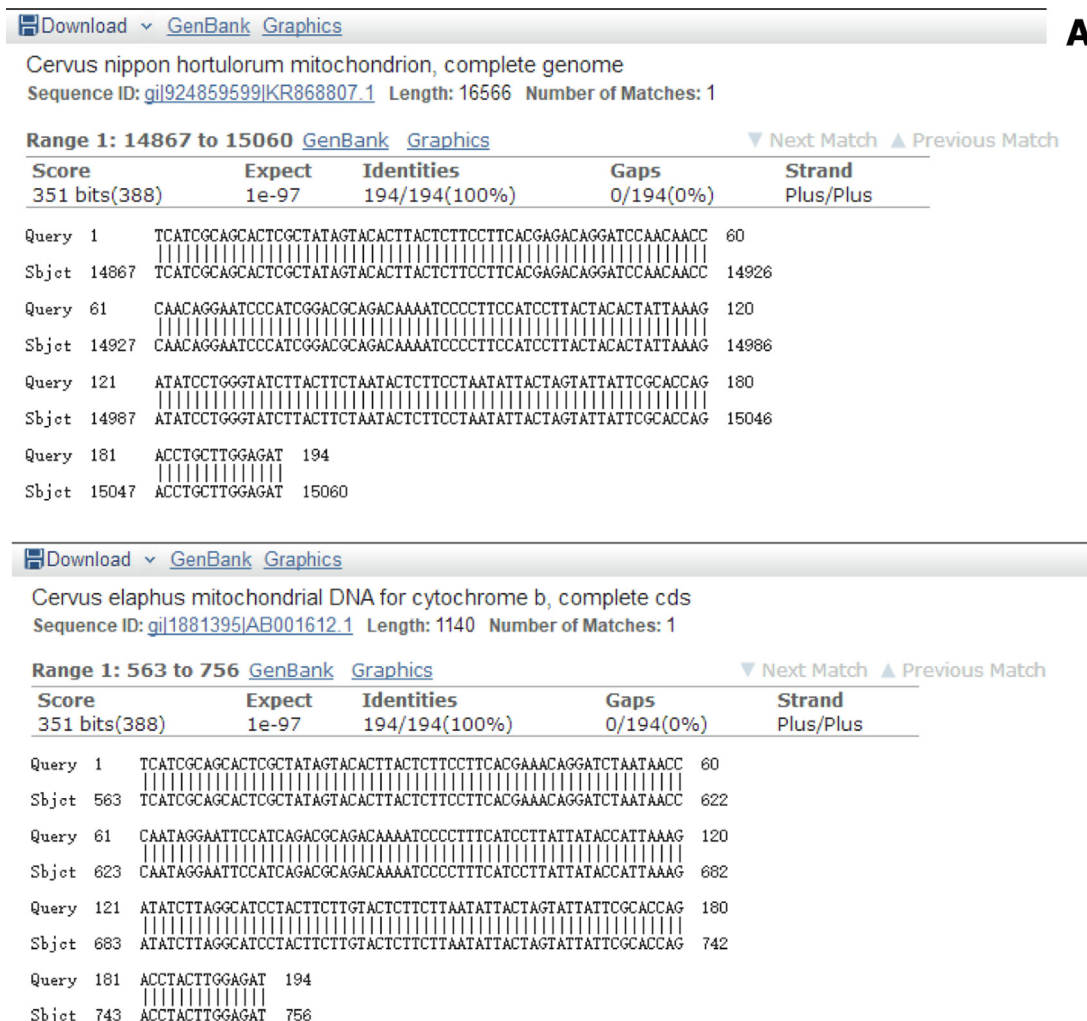 Download GenBank Graphics
A
Cervus nippon hortulorum mitochondrion, complete genome
Sequence ID: gi|924859599|KR868807.1 Length: 16566 Number of Matches: 1
Range 1: 14867 to 15060 GenBank Graphics ▼ Next Match ▲ Previous Match
Score Expect Identities Gaps Strand
351 bits(388) 1e-97 194/194(100%) 0/194(0%) Plus/Plus
Query 1 TCATCGCAGCACTCGCTATAGTACACTTACTCTTCCTTCACGAGACAGGATCCAACAACC 60
Sbjct 14867 TCATCGCAGCACTCGCTATAGTACACTTACTCTTCCTTCACGAGACAGGATCCAACAACC 14926
Query 61 CAACAGGAATCCCATCGGACGCAGACAAAATCCCCTTCCATCCTTACTACACTATTAAAG 120
Sbjct 14927 CAACAGGAATCCCATCGGACGCAGACAAAATCCCCTTCCATCCTTACTACACTATTAAAG 14986
Query 121 ATATCCTGGGTATCTTACTTCTAATACTCTTCCTAATATTACTAGTATTATTCGCACCAG 180
Sbjct 14987 ATATCCTGGGTATCTTACTTCTAATACTCTTCCTAATATTACTAGTATTATTCGCACCAG 15046
Query 181 ACCTGCTTGGAGAT 194
Sbjct 15047 ACCTGCTTGGAGAT 15060
Download GenBank Graphics
Cervus elaphus mitochondrial DNA for cytochrome b, complete cds
Sequence ID: gi|1881395|AB001612.1 Length: 1140 Number of Matches: 1
Range 1: 563 to 756 GenBank Graphics ▼ Next Match ▲ Previous Match
Score Expect Identities Gaps Strand
351 bits(388) 1e-97 194/194(100%) 0/194(0%) Plus/Plus
Query 1 TCATCGCAGCACTCGCTATAGTACACTTACTCTTCCTTCACGAAACAGGATCTAATAACC 60
Sbjct 563 TCATCGCAGCACTCGCTATAGTACACTTACTCTTCCTTCACGAAACAGGATCTAATAACC 622
Query 61 CAATAGGAATTCCATCAGACGCAGACAAAATCCCCTTTCATCCTTATTATACCATTAAAG 120
Sbjct 623 CAATAGGAATTCCATCAGACGCAGACAAAATCCCCTTTCATCCTTATTATACCATTAAAG 682
Query 121 ATATCTTAGGCATCCTACTTCTTGTACTCTTCTTAATATTACTAGTATTATTCGCACCAG 180
Sbjct 683 ATATCTTAGGCATCCTACTTCTTGTACTCTTCTTAATATTACTAGTATTATTCGCACCAG 742
Query 181 ACCTACTTGGAGAT 194
Sbjct 743 ACCTACTTGGAGAT 756